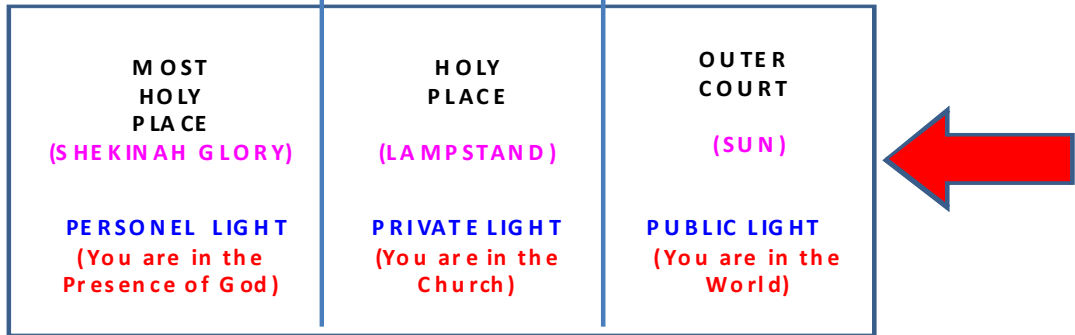 MOST
HOLY
PLACE
(SHEKINAH GLORY)
PERSONEL LIGHT
(You are in the
Presence of God)
HOLY
PLACE
(LAMPSTAND)
PRIVATE LIGHT
(You are in the
Church)
OUTER
COURT
(SUN)
PUBLIC LIGHT
(You are in the
World)